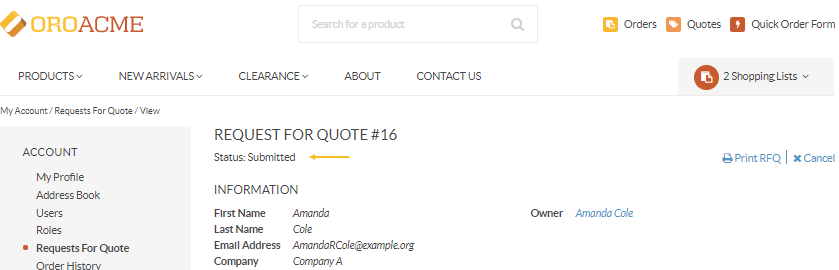 OROACME
Search for a product
Orders Quotes Quick Order Form
PRODUCTS NEW ARRIVALS CLEARANCE ABOUT CONTACT US 2 Shopping Lists
My Account / Requests For Quote / View
ACCOUNT
My Profile
Address Book
Users
Roles
Requests For Quote
Order History
REQUEST FOR QUOTE #16
Status: Submitted
Print RFQ Cancel
INFORMATION
First Name Amanda
Last Name Cole
Email Address AmandaRCole@example.org
Company Company A
Owner Amanda Cole